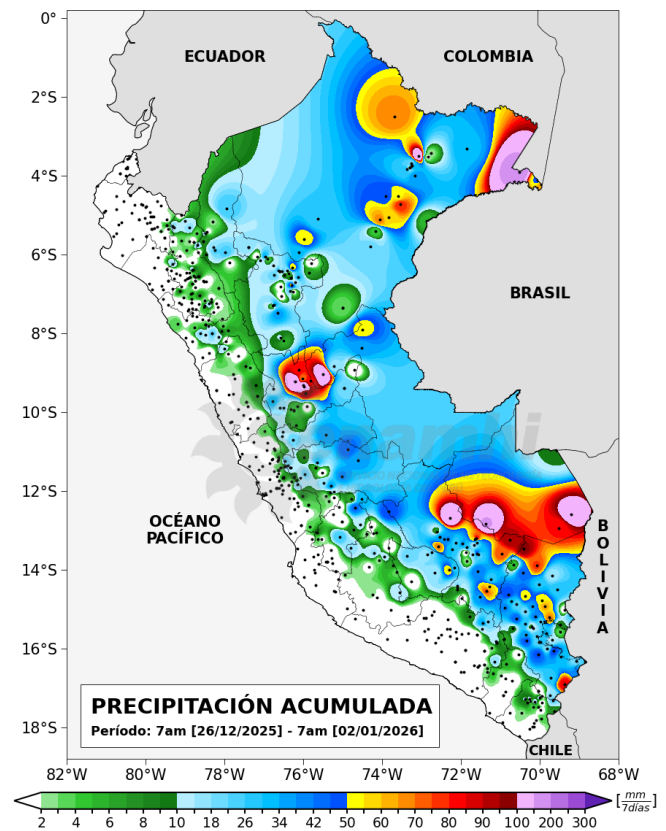 0°
ECUADOR
COLOMBIA
2°S
4°S
6°S
BRASIL
8°S
10°S
12°S
OCÉANO
PACÍFICO
BOLIVIA
14°S
16°S
PRECIPITACIÓN ACUMULADA
Período: 7am [26/12/2025] - 7am [02/01/2026]
18°S
CHILE
82°W 80°W 78°W 76°W 74°W 72°W 70°W 68°W
2 4 6 8 10 18 26 34 42 50 60 70 80 90 100 200 300
[mm/7días]